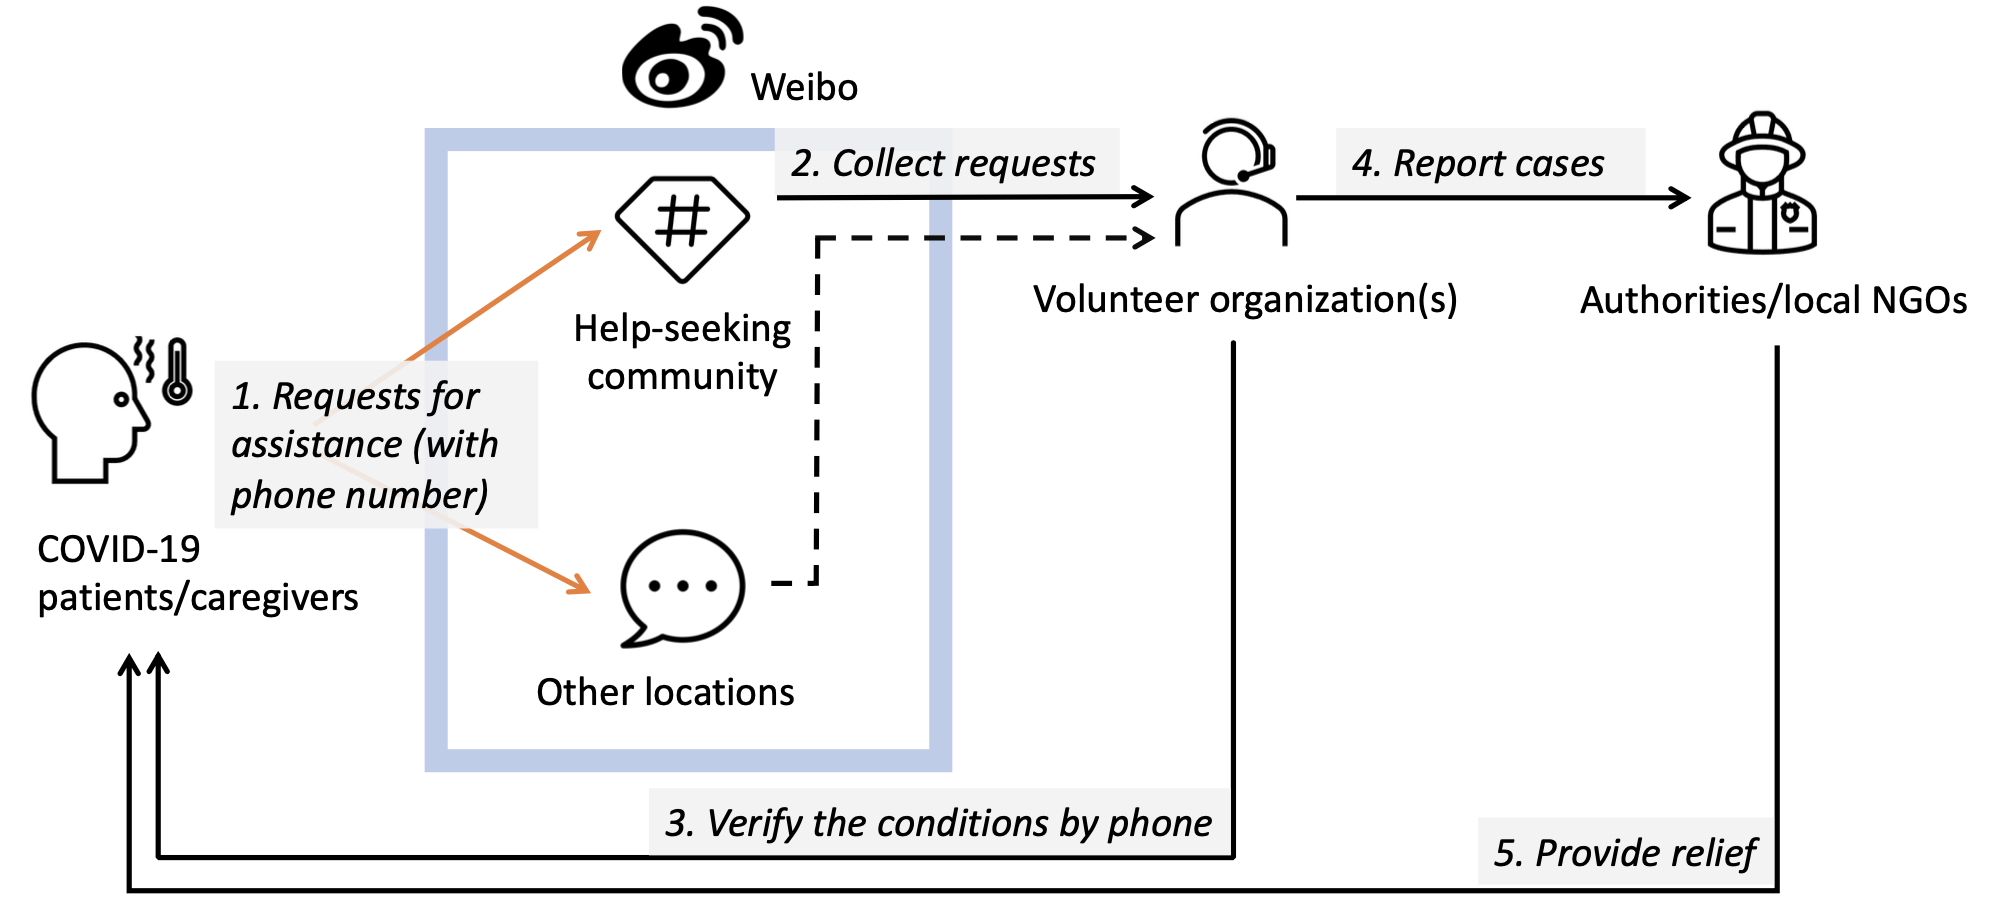 Weibo
2. Collect requests
4. Report cases
#
Help-seeking
community
Volunteer organization(s)
Authorities/local NGOs
1. Requests for
assistance (with
phone number)
COVID-19
patients/caregivers
Other locations
3. Verify the conditions by phone
5. Provide relief